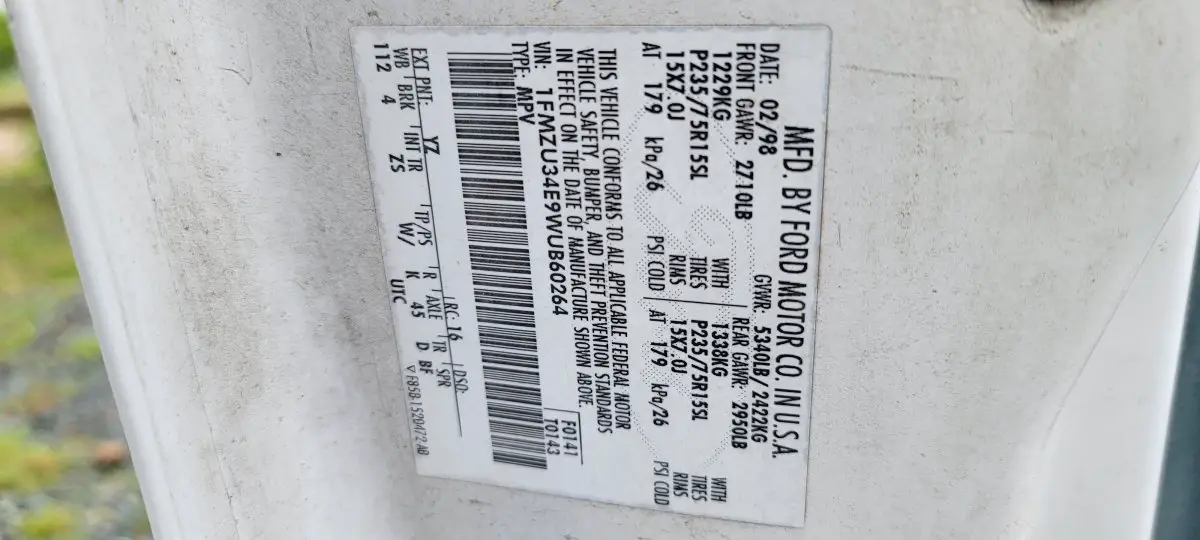 MFD. BY FORD MOTOR CO. IN U.S.A.
DATE: 02/98 GVWR: 5340LB/ 2422KG
FRONT GAWR: 2710LB REAR GAWR: 2950LB
1229KG WITH 1338KG WITH
P235/75R15SL TIRES P235/75R15SL TIRES
15X7.0J RIMS 15X7.0J RIMS
AT 179 kPa/26 PSI COLD AT 179 kPa/26 PSI COLD
THIS VEHICLE CONFORMS TO ALL APPLICABLE FEDERAL MOTOR
VEHICLE SAFETY, BUMPER, AND THEFT PREVENTION STANDARDS
IN EFFECT ON THE DATE OF MANUFACTURE SHOWN ABOVE.
VIN: 1FMZU34E9WUB60264 F0141
TYPE: MPV T0143
EXT PNT: YZ RC: 16 DSO:
WB BRK INT TR TP/PS R AXLE TR SPR
112 4 ZS W/ K 45 D BF
UTC F85B-1520472-AB